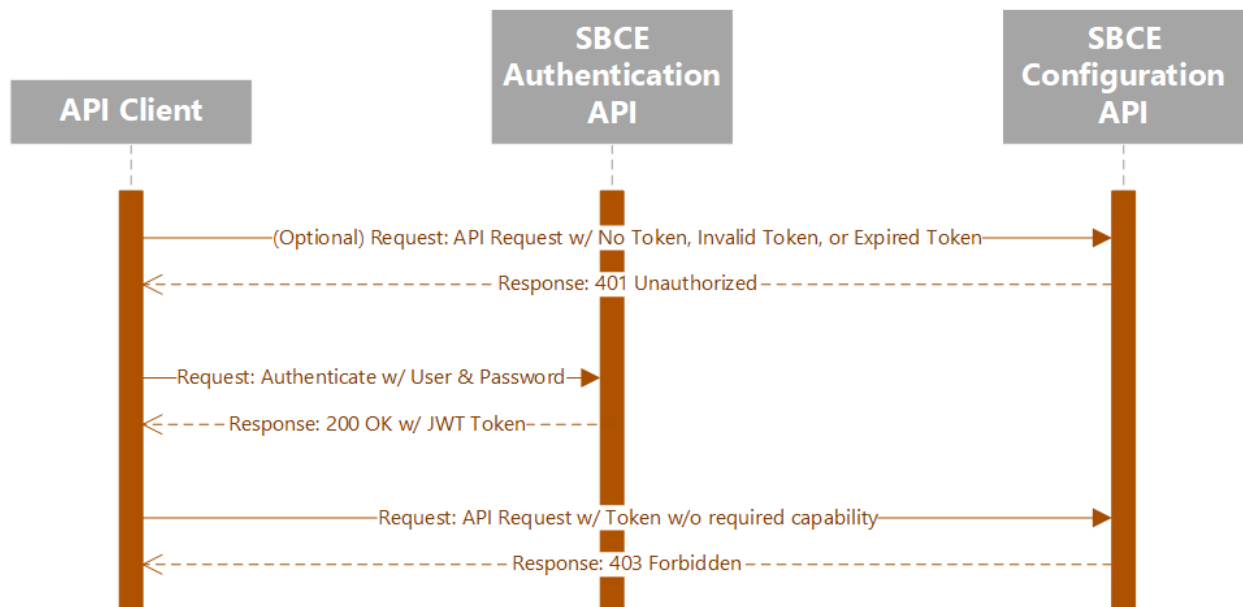 API Client
SBCE
Authentication
API
SBCE
Configuration
API
(Optional) Request: API Request w/ No Token, Invalid Token, or Expired Token
Response: 401 Unauthorized
Request: Authenticate w/ User & Password
Response: 200 OK w/ JWT Token
Request: API Request w/ Token w/o required capability
Response: 403 Forbidden